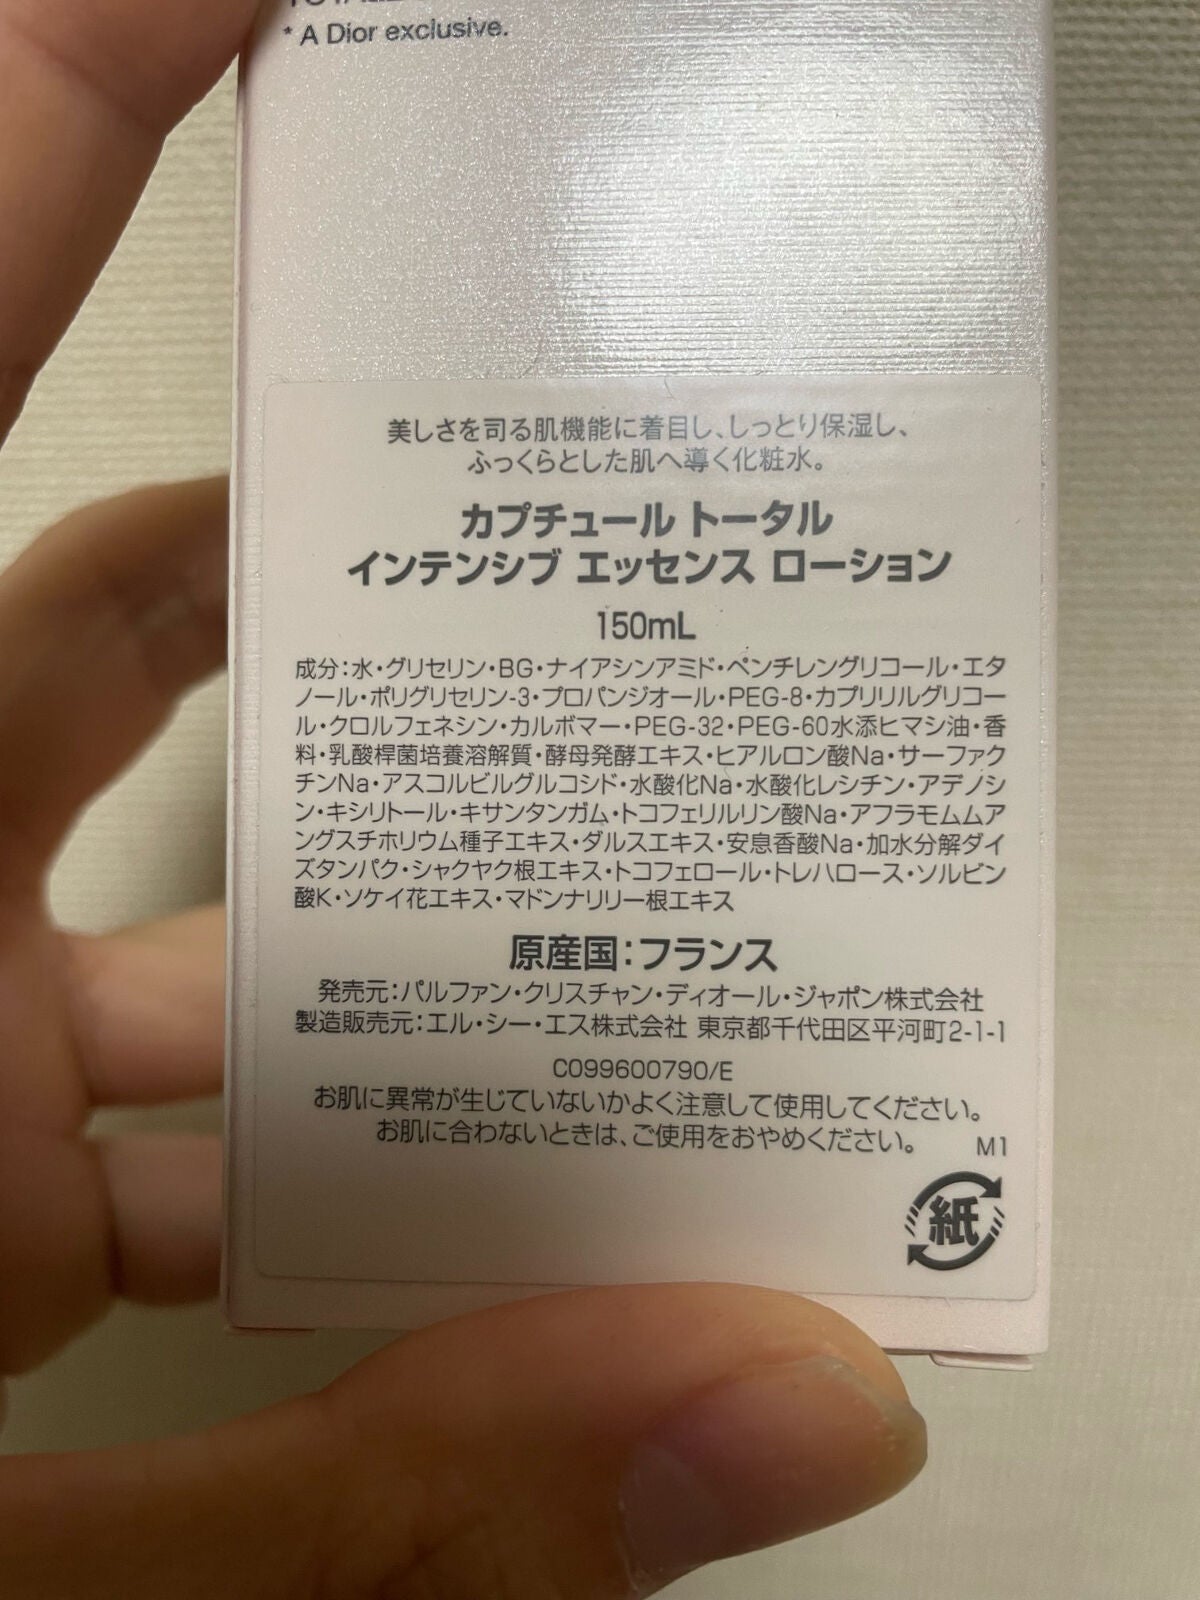 * A Dior exclusive.
美しさを司る肌機能に着目し、しっとり保湿し、
ふっくらとした肌へ導く化粧水。
カプチュール トータル
インテンシブ エッセンス ローション
150mL
成分：水・グリセリン・BG・ナイアシンアミド・ペンチレングリコール・エタ
ノール・ポリグリセリン-3・プロパンジオール・PEG-8・カプリリルグリコー
ル・クロルフェネシン・カルボマー・PEG-32・PEG-60水添ヒマシ油・香
料・乳酸桿菌培養溶解質・酵母発酵エキス・ヒアルロン酸Na・サーファク
チンNa・アスコルビルグルコシド・水酸化Na・水酸化レシチン・アデノシ
ン・キシリトール・キサンタンガム・トコフェリルリン酸Na・アフラモムムア
ングスチホリウム種子エキス・ダルスエキス・安息香酸Na・加水分解ダイ
ズタンパク・シャクヤク根エキス・トコフェロール・トレハロース・ソルビン
酸K・ソケイ花エキス・マドンナリリー根エキス
原産国：フランス
発売元：パルファン・クリスチャン・ディオール・ジャポン株式会社
製造販売元：エル・シー・エス株式会社 東京都千代田区平河町2-1-1
C099600790/E
お肌に異常が生じていないかよく注意して使用してください。
お肌に合わないときは、ご使用をおやめください。
M1
紙